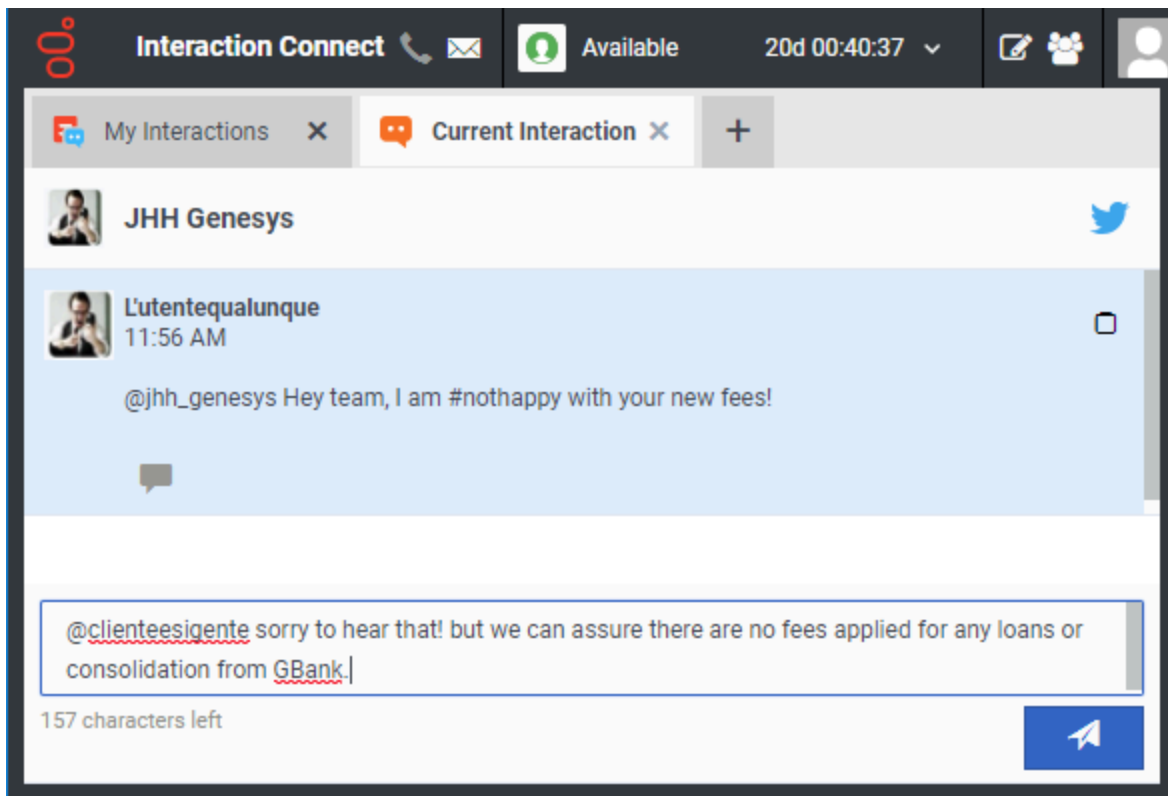 Interaction Connect Available 20d 00:40:37
My Interactions Current Interaction
JHH Genesys
L'utentequalunque
11:56 AM
@jhh_genesys Hey team, I am #nothappy with your new fees!
@clienteesigente sorry to hear that! but we can assure there are no fees applied for any loans or
consolidation from GBank.
157 characters left